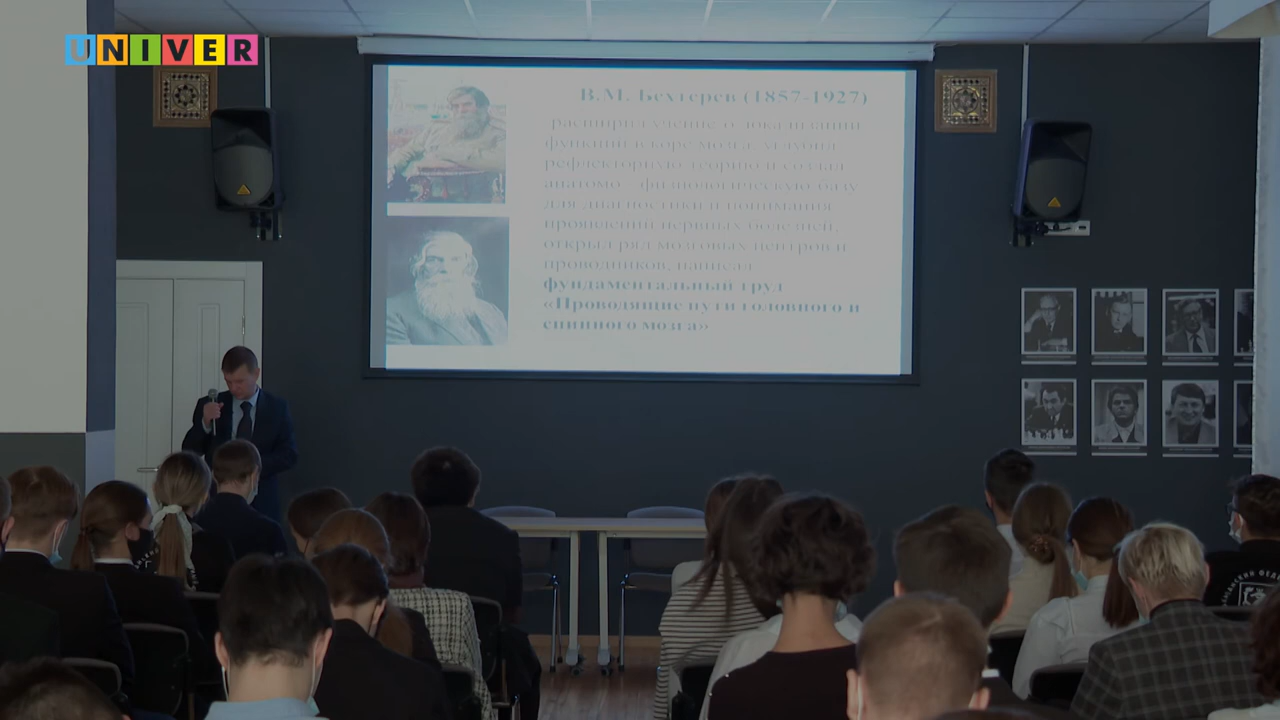 UNIVER
В.М. Бехтерев (1857-1927)
расширил учение о локализации
функций в коре мозга, углубил
рефлекторную теорию и создал
анатомо - физиологическую базу
для диагностики и понимания
проявлений нервных болезней,
открыл ряд мозговых центров и
проводников, написал
фундаментальный труд
«Проводящие пути головного и
спинного мозга»